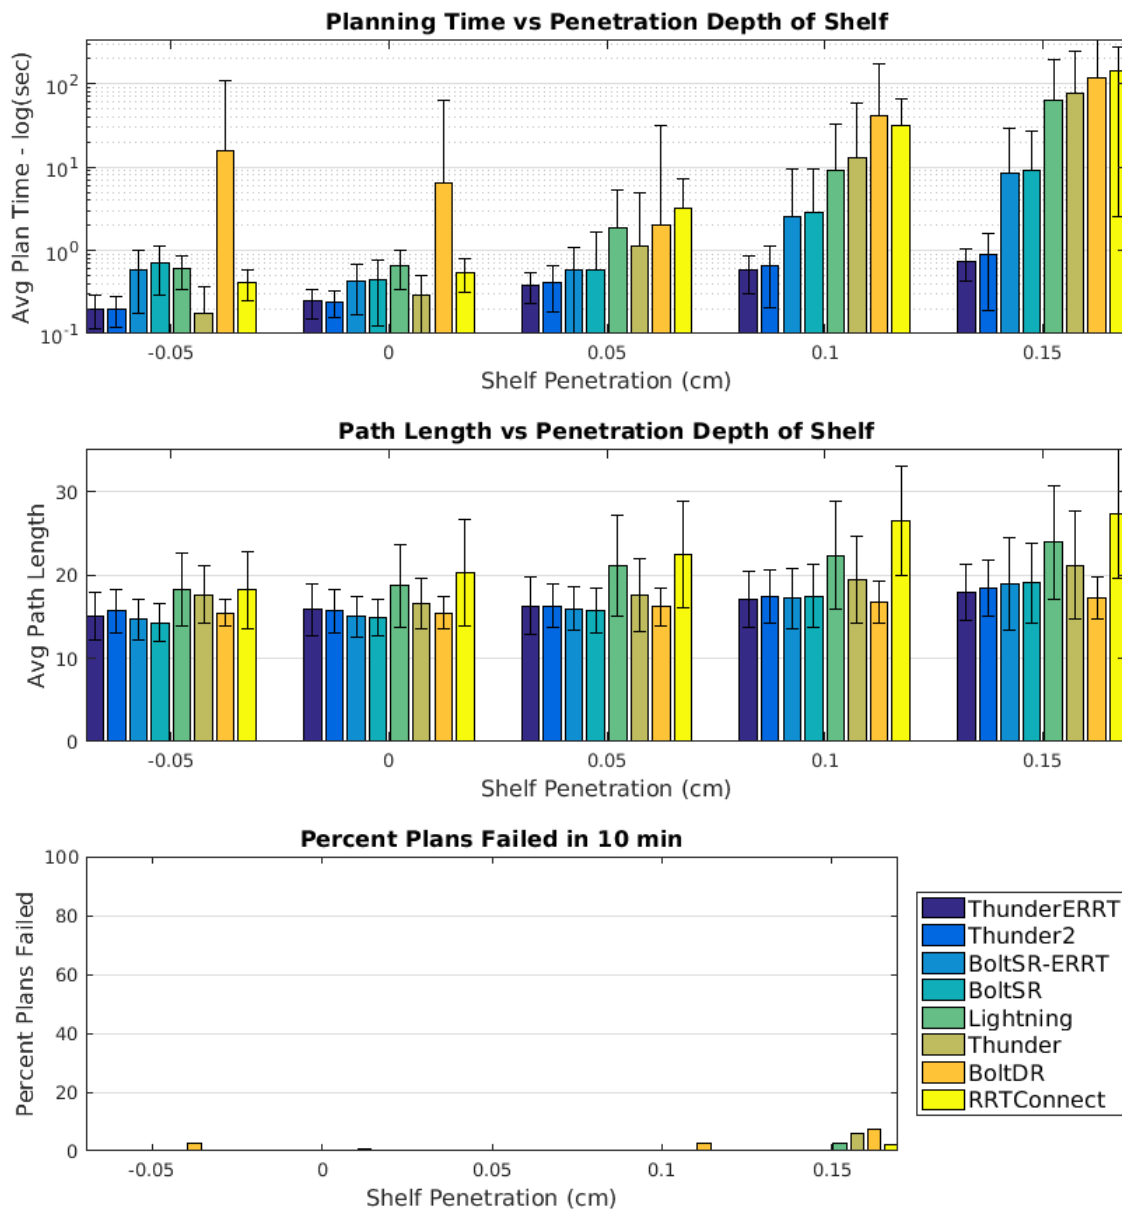 Planning Time vs Penetration Depth of Shelf
Avg Plan Time - log(sec)
10^2
10^1
10^0
10^-1
-0.05 0 0.05 0.1 0.15
Shelf Penetration (cm)
Path Length vs Penetration Depth of Shelf
Avg Path Length
30
20
10
0
-0.05 0 0.05 0.1 0.15
Shelf Penetration (cm)
Percent Plans Failed in 10 min
Percent Plans Failed
100
80
60
40
20
0
-0.05 0 0.05 0.1 0.15
Shelf Penetration (cm)
ThunderERRT
Thunder2
BoltSR-ERRT
BoltSR
Lightning
Thunder
BoltDR
RRTConnect